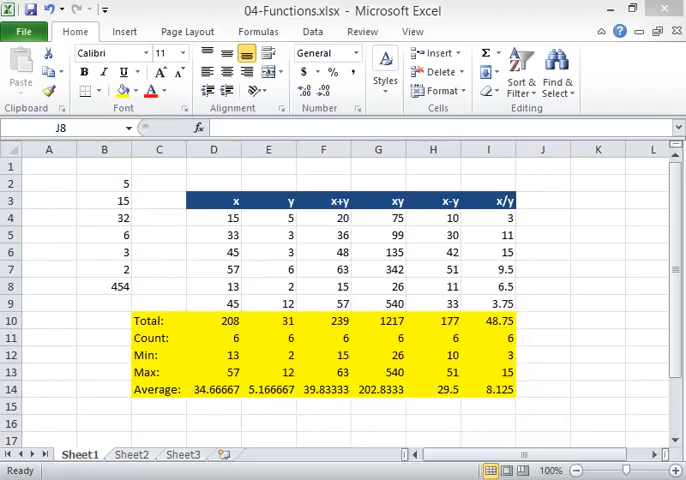 04-Functions.xlsx - Microsoft Excel
File Home Insert Page Layout Formulas Data Review View
Paste Calibri 11 General Styles Insert Delete Format Sort & Filter Find & Select
Clipboard Font Alignment Number Cells Editing
J8 fx
A B C D E F G H I J K L
1
2 5
3 15 x y x+y xy x-y x/y
4 32 15 5 20 75 10 3
5 6 33 3 36 99 30 11
6 3 45 3 48 135 42 15
7 2 57 6 63 342 51 9.5
8 454 13 2 15 26 11 6.5
9 45 12 57 540 33 3.75
10 Total: 208 31 239 1217 177 48.75
11 Count: 6 6 6 6 6 6
12 Min: 13 2 15 26 10 3
13 Max: 57 12 63 540 51 15
14 Average: 34.66667 5.166667 39.83333 202.8333 29.5 8.125
15
16
17
Sheet1 Sheet2 Sheet3
Ready 100%